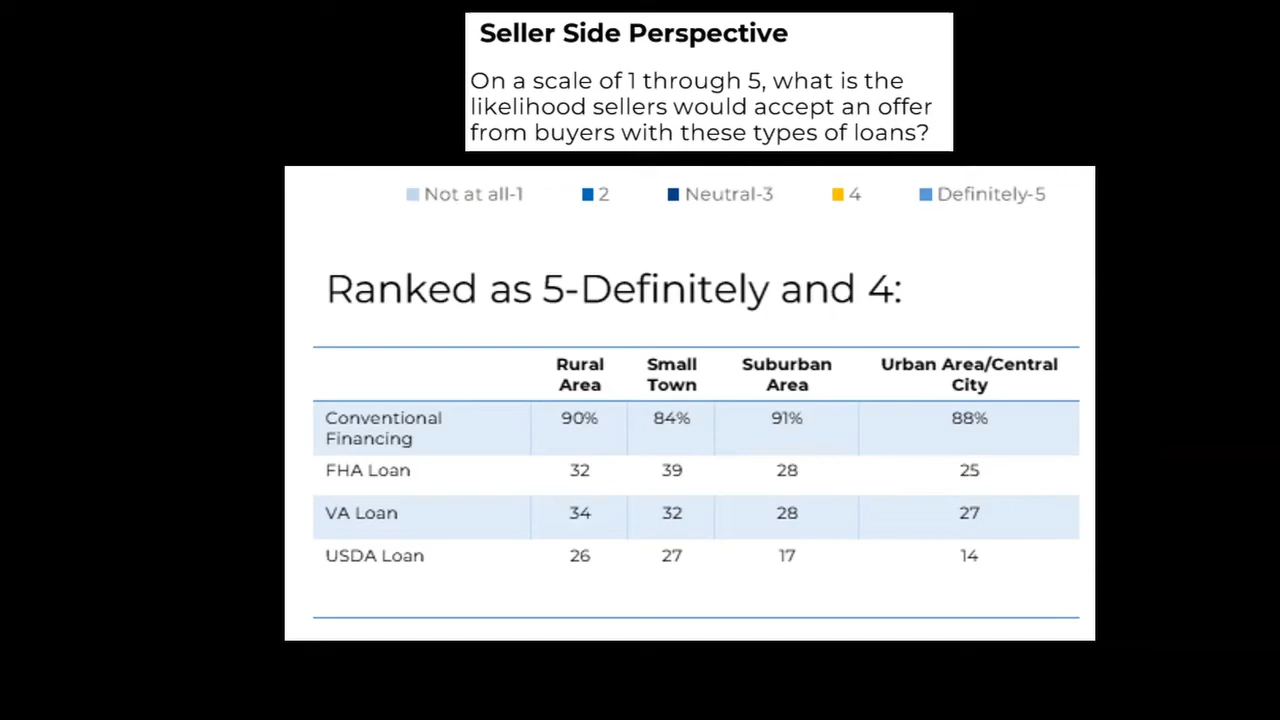 Seller Side Perspective
On a scale of 1 through 5, what is the
likelihood sellers would accept an offer
from buyers with these types of loans?
Not at all-1 2 Neutral-3 4 Definitely-5
Ranked as 5-Definitely and 4:
Rural Area Small Town Suburban Area Urban Area/Central City
Conventional Financing 90% 84% 91% 88%
FHA Loan 32 39 28 25
VA Loan 34 32 28 27
USDA Loan 26 27 17 14